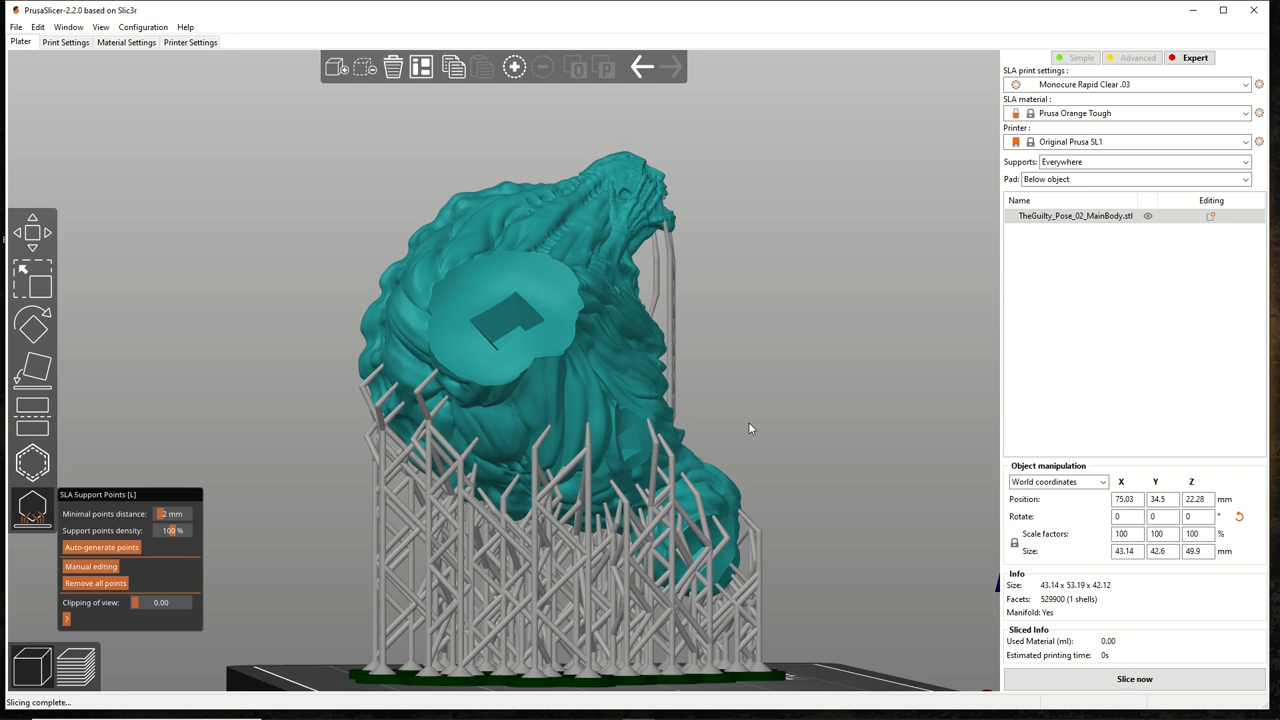 PrusaSlicer-2.2.0 based on Slic3r
File Edit Window View Configuration Help
Plater Print Settings Material Settings Printer Settings
Simple Advanced Expert
SLA print settings :
Monocure Rapid Clear .03
SLA material :
Prusa Orange Tough
Printer :
Original Prusa SL1
Supports: Everywhere
Pad: Below object
Name Editing
TheGuilty_Pose_02_MainBody.stl
SLA Support Points [L]
Minimal points distance: 2 mm
Support points density: 100 %
Auto-generate points
Manual editing
Remove all points
Clipping of view: 0.00
?
Object manipulation
World coordinates X Y Z
Position: 75.03 34.5 22.28 mm
Rotate: 0 0 0 °
Scale factors: 100 100 100 %
Size: 43.14 42.6 49.9 mm
Info
Size: 43.14 x 53.19 x 42.12
Facets: 529900 (1 shells)
Manifold: Yes
Sliced Info
Used Material (ml): 0.00
Estimated printing time: 0s
Slice now
Slicing complete...